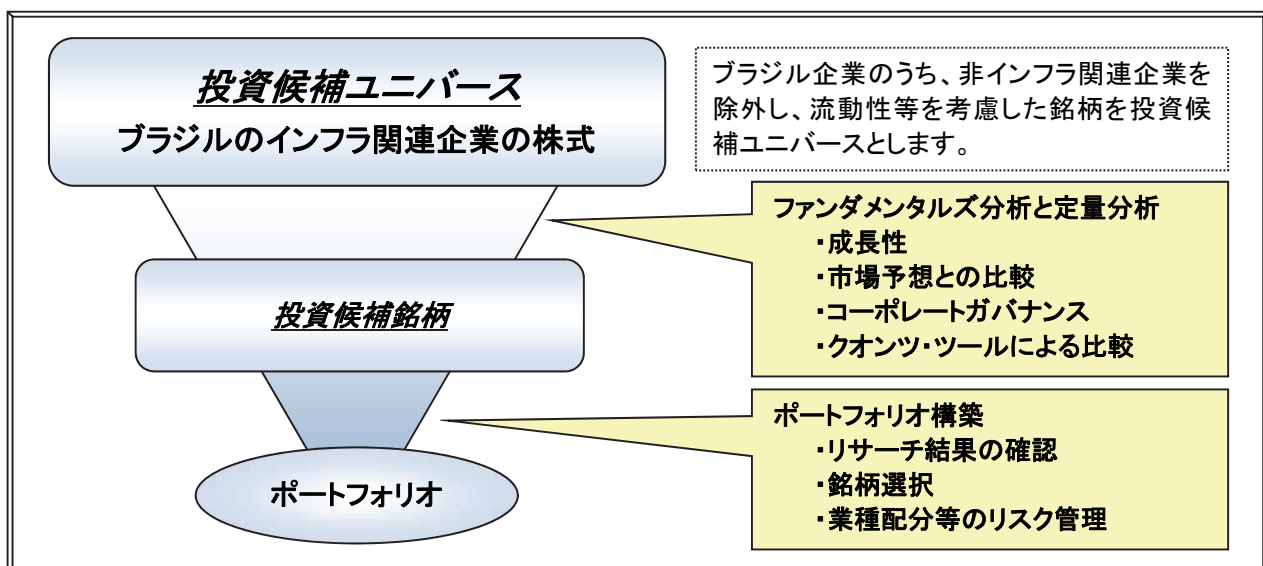 投資候補ユニバース
ブラジルのインフラ関連企業の株式
ブラジル企業のうち、非インフラ関連企業を
除外し、流動性等を考慮した銘柄を投資候
補ユニバースとします。
ファンダメンタルズ分析と定量分析
・成長性
・市場予想との比較
・コーポレートガバナンス
・クオンツ・ツールによる比較
投資候補銘柄
ポートフォリオ構築
・リサーチ結果の確認
・銘柄選択
・業種配分等のリスク管理
ポートフォリオ